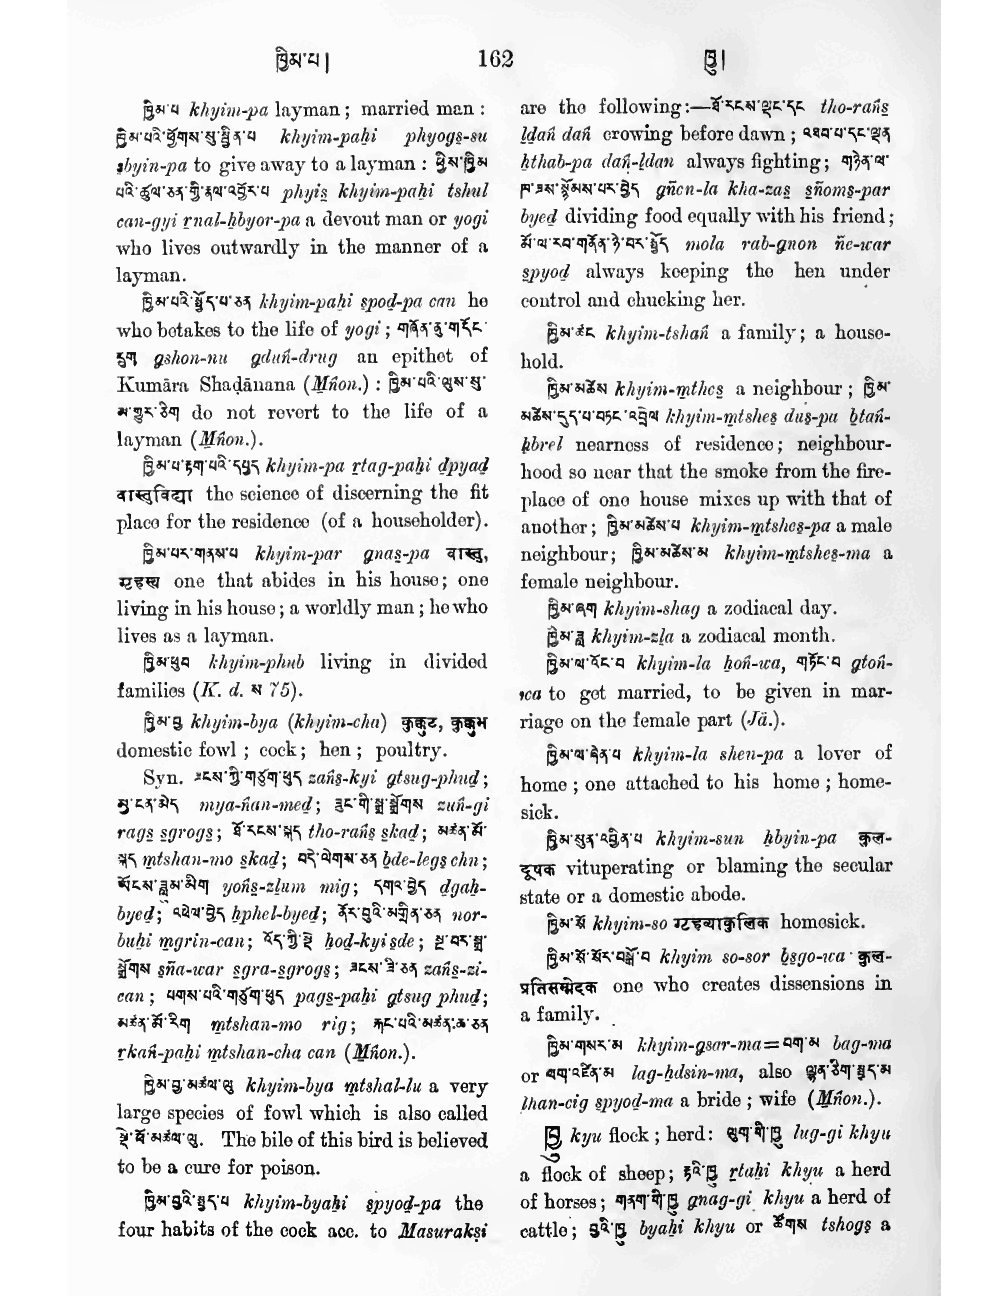 ཁྱིམ་པ།
162
ཁྱུ།
ཁྱིམ་པ khyim-pa layman; married man:
ཁྱིམ་པའི་ཕྱོགས་སུ་སྦྱིན་པ khyim-paḥi phyogs-su
sbyin-pa to give away to a layman: ཕྱིས་ཁྱིམ
པའི་ཚུལ་ཅན་གྱི་རྣལ་འབྱོར་པ phyis khyim-paḥi tshul
can-gyi rnal-ḥbyor-pa a devout man or yogi
who lives outwardly in the manner of a
layman.
ཁྱིམ་པའི་སྤྱོད་པ་ཅན khyim-paḥi spod-pa can he
who betakes to the life of yogi; གཞོན་ནུ་གདོང་
དྲུག gshon-nu gduṅ-drug an epithet of
Kumāra Shaḍānana (Mṅon.): ཁྱིམ་པའི་ལུས་སུ་
མ་གྱུར་ཅིག do not revert to the life of a
layman (Mṅon.).
ཁྱིམ་པ་རྟག་པའི་དཔྱད khyim-pa rtag-paḥi dpyad
वास्तुविद्या the science of discerning the fit
place for the residence (of a householder).
ཁྱིམ་པར་གནས་པ khyim-par gnas-pa वास्तु,
गृहस्थ one that abides in his house; one
living in his house; a worldly man; he who
lives as a layman.
ཁྱིམ་ཕུབ khyim-phub living in divided
families (K. d. ས 75).
ཁྱིམ་བྱ khyim-bya (khyim-cha) कुक्कुट, कुक्कुभ
domestic fowl; cock; hen; poultry.
Syn. ཟངས་ཀྱི་གཙུག་ཕུད zaṅs-kyi gtsug-phud;
མྱ་ངན་མེད mya-ṅan-med; ཟུང་གི་སྒྲ་སྒྲོགས zuṅ-gi
rags sgrogs; ཐོ་རངས་སྐད tho-raṅs skad; མཚན་མོ་
སྐད mtshan-mo skad; བདེ་ལེགས་ཅན bde-legs chn;
ཡོངས་ཟླུམ་མིག yoṅs-zlum mig; དགའ་བྱེད dgaḥ-
byed; འཕེལ་བྱེད ḥphel-byed; ནོར་བུའི་མགྲིན་ཅན nor-
buḥi mgrin-can; འོད་ཀྱི་སྡེ ḥod-kyi sde; སྔ་བར་སྒྲ་
སྒྲོགས sṅa-war sgra-sgrogs; ཟངས་ཟི་ཅན zaṅs-zi-
can; པགས་པའི་གཙུག་ཕུད pags-paḥi gtsug phud;
མཚན་མོ་རིག mtshan-mo rig; རྐང་པའི་མཚན་ཆ་ཅན
rkaṅ-paḥi mtshan-cha can (Mṅon.).
ཁྱིམ་བྱ་མཚལ་ལུ khyim-bya mtshal-lu a very
large species of fowl which is also called
ཕྱི་པོ་མཚལ་ལུ. The bile of this bird is believed
to be a cure for poison.
ཁྱིམ་བྱའི་སྤྱད་པ khyim-byaḥi spyod-pa the
four habits of the cock acc. to Masurakṣi
are the following:—ཐོ་རངས་ལྡང་དང tho-raṅs
ldaṅ daṅ crowing before dawn; འཐབ་པ་དང་ལྡན
ḥthab-pa daṅ-ldan always fighting; གཉེན་ལ་
ཁ་ཟས་སྙོམས་པར་བྱེད gñen-la kha-zas sñoms-par
byed dividing food equally with his friend;
མོ་ལ་རབ་གནོན་ཉེ་བར་སྤྱོད mola rab-gnon ñe-war
spyod always keeping the hen under
control and chucking her.
ཁྱིམ་ཚང khyim-tshaṅ a family; a house-
hold.
ཁྱིམ་མཚེས khyim-mthes a neighbour; ཁྱིམ་
མཚེས་དུད་པ་བཏང་འབྲེལ khyim-mtshes dus-pa btaṅ-
ḥbrel nearness of residence; neighbour-
hood so near that the smoke from the fire-
place of one house mixes up with that of
another; ཁྱིམ་མཚེས་པ khyim-mtshes-pa a male
neighbour; ཁྱིམ་མཚེས་མ khyim-mtshes-ma a
female neighbour.
ཁྱིམ་ཞག khyim-shag a zodiacal day.
ཁྱིམ་ཟླ khyim-zla a zodiacal month.
ཁྱིམ་ལ་འོང་བ khyim-la ḥoṅ-wa, གཏོང་བ gtoṅ-
wa to get married, to be given in mar-
riage on the female part (Jä.).
ཁྱིམ་ལ་ཞེན་པ khyim-la shen-pa a lover of
home; one attached to his home; home-
sick.
ཁྱིམ་སུན་འབྱིན་པ khyim-sun ḥbyin-pa कुल-
दूषक vituperating or blaming the secular
state or a domestic abode.
ཁྱིམ་སོ khyim-so गृहव्याकुलिक homesick.
ཁྱིམ་སོ་སོར་བསྒོ་བ khyim so-sor bsgo-wa कुल-
प्रतिसम्मेदक one who creates dissensions in
a family.
ཁྱིམ་གསར་མ khyim-gsar-ma=བག་མ bag-ma
or ལག་འཛིན་མ lag-ḥdsin-ma, also ལྷན་ཅིག་སྤྱད་མ
lhan-cig spyod-ma a bride; wife (Mṅon.).
ཁྱུ kyu flock; herd: ལུག་གི་ཁྱུ lug-gi khyu
a flock of sheep; རྟའི་ཁྱུ rtaḥi khyu a herd
of horses; གནག་གི་ཁྱུ gnag-gi khyu a herd of
cattle; བྱའི་ཁྱུ byaḥi khyu or ཚོགས tshogs a